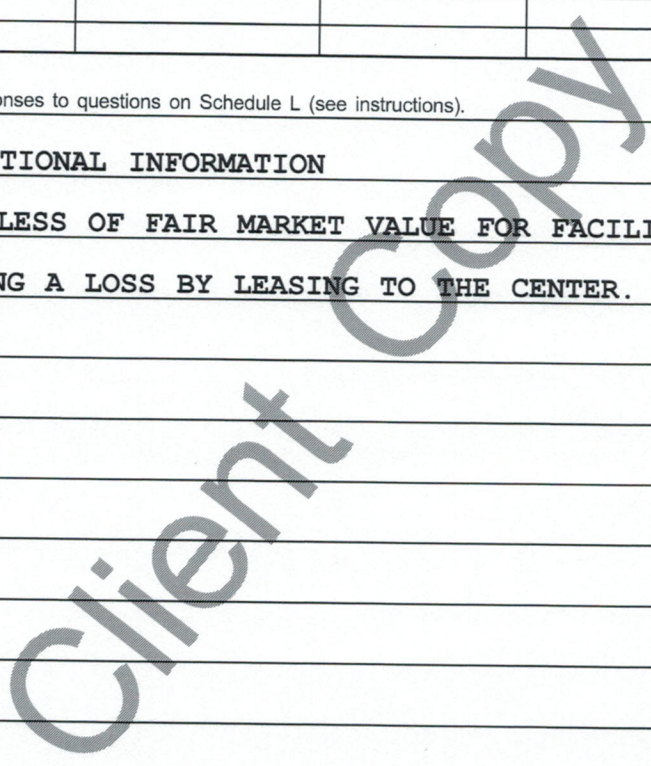 onses to questions on Schedule L (see instructions).
TIONAL INFORMATION
LESS OF FAIR MARKET VALUE FOR FACILI
NG A LOSS BY LEASING TO THE CENTER.
Client Copy